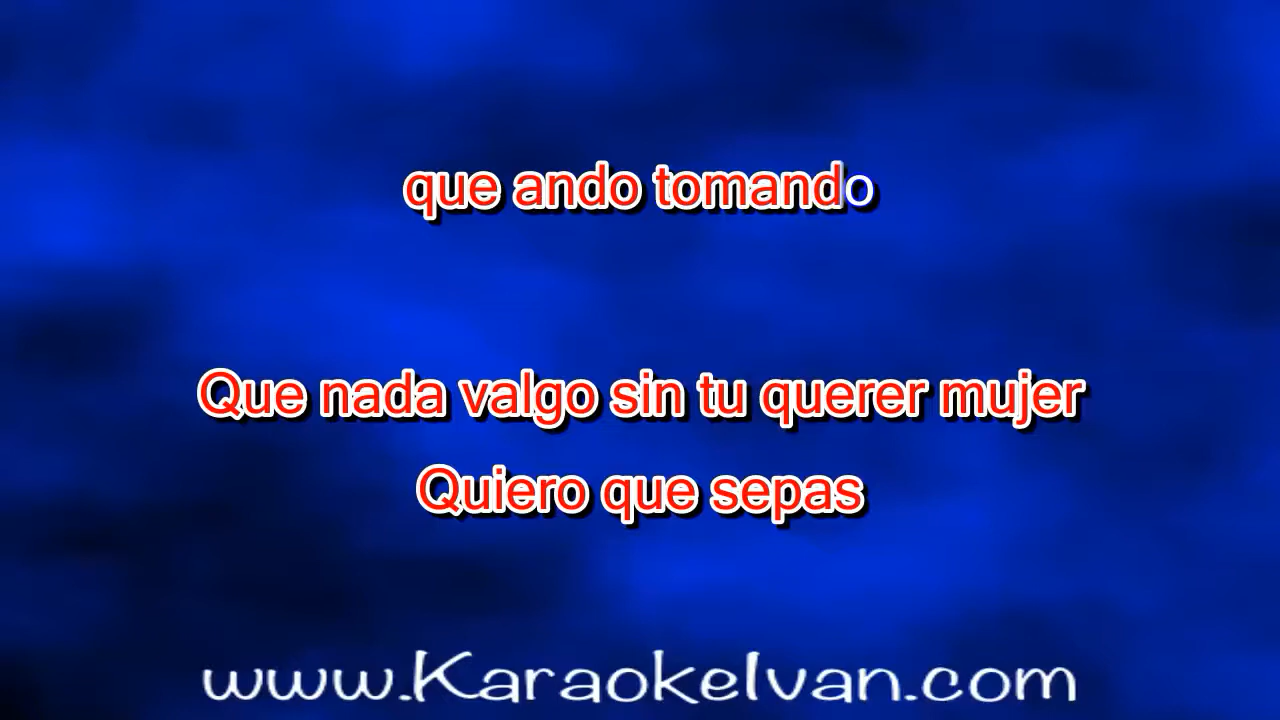 que ando tomando
Que nada valgo sin tu querer mujer
Quiero que sepas
www.KaraokeIvan.com